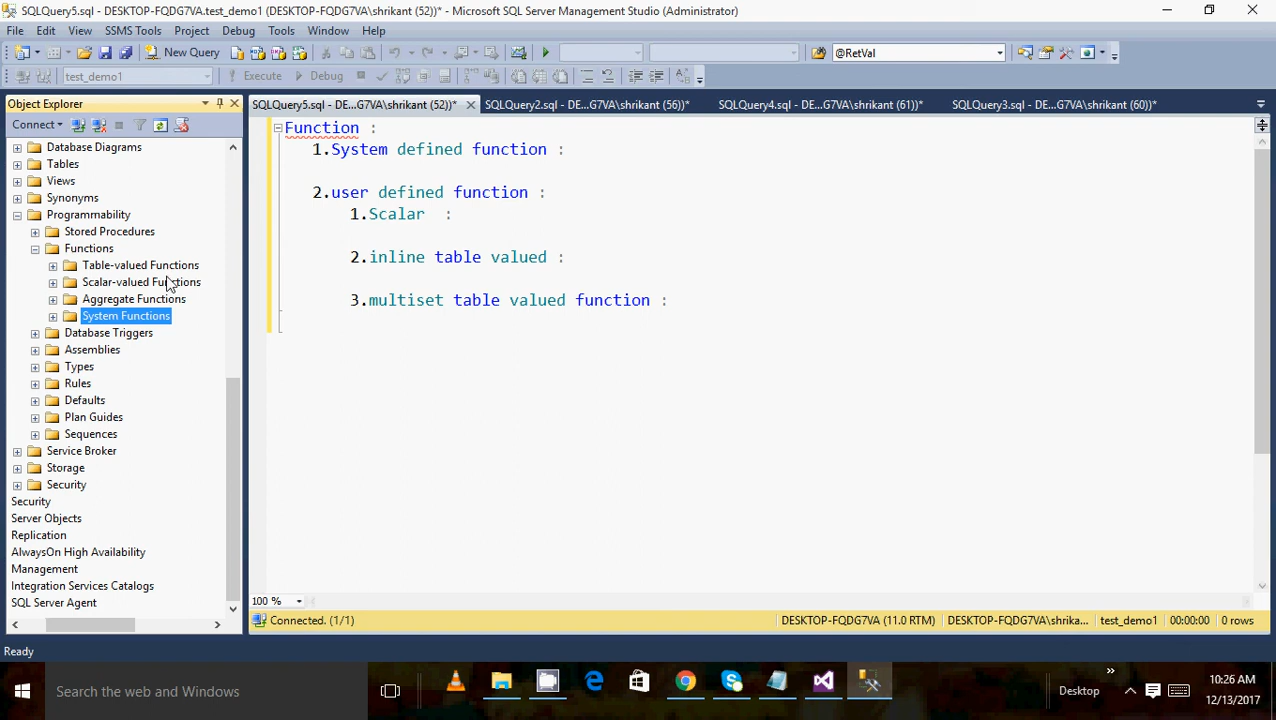 SQLQuery5.sql - DESKTOP-FQDG7VA.test_demo1 (DESKTOP-FQDG7VA\shrikant (52))* - Microsoft SQL Server Management Studio (Administrator)
File Edit View SSMS Tools Project Debug Tools Window Help
New Query @RetVal
test_demo1 Execute Debug
Object Explorer
SQLQuery5.sql - DE...G7VA\shrikant (52))* SQLQuery2.sql - DE...G7VA\shrikant (56))* SQLQuery4.sql - DE...G7VA\shrikant (61))* SQLQuery3.sql - DE...G7VA\shrikant (60))*
Connect
Database Diagrams
Tables
Views
Synonyms
Programmability
Stored Procedures
Functions
Table-valued Functions
Scalar-valued Functions
Aggregate Functions
System Functions
Database Triggers
Assemblies
Types
Rules
Defaults
Plan Guides
Sequences
Service Broker
Storage
Security
Security
Server Objects
Replication
AlwaysOn High Availability
Management
Integration Services Catalogs
SQL Server Agent
Function :
1.System defined function :
2.user defined function :
1.Scalar :
2.inline table valued :
3.multiset table valued function :
100 %
Connected. (1/1) DESKTOP-FQDG7VA (11.0 RTM) DESKTOP-FQDG7VA\shrika... test_demo1 00:00:00 0 rows
Ready
Search the web and Windows
Desktop
10:26 AM
12/13/2017